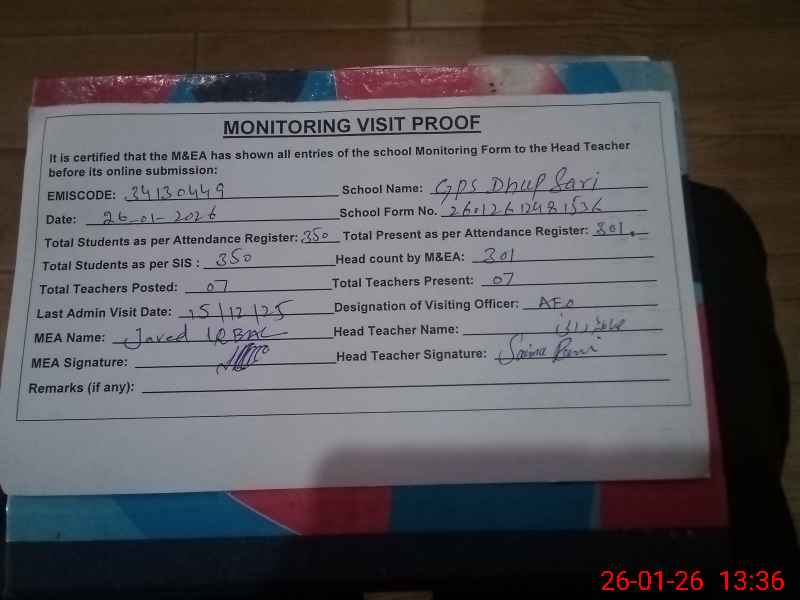 MONITORING VISIT PROOF
It is certified that the M&EA has shown all entries of the school Monitoring Form to the Head Teacher
before its online submission:
EMISCODE: 34130449 School Name: GPS Dhup Sari
Date: 26-01-2026 School Form No. 26012612481536
Total Students as per Attendance Register: 350 Total Present as per Attendance Register: 301
Total Students as per SIS : 350 Head count by M&EA: 301
Total Teachers Posted: 07 Total Teachers Present: 07
Last Admin Visit Date: 15/12/25 Designation of Visiting Officer: AEO
MEA Name: Javed IQBAL Head Teacher Name:
MEA Signature: Head Teacher Signature: Saima
Remarks (if any):
26-01-26 13:36